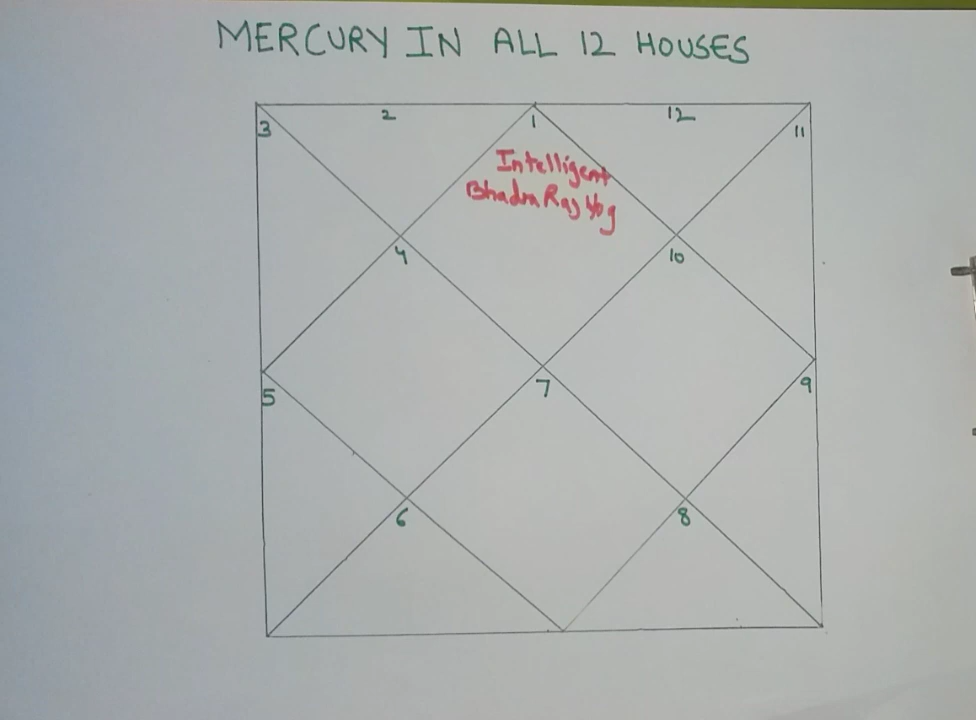 MERCURY IN ALL 12 HOUSES
2 1 12
3 11
Intelligent
Bhadra Raj Yog
4 10
5 7 9
6 8